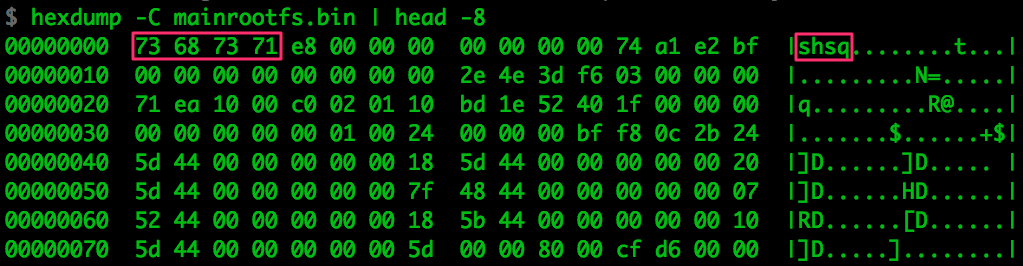 $ hexdump -C mainrootfs.bin | head -8
00000000  73 68 73 71 e8 00 00 00  00 00 00 00 74 a1 e2 bf  |shsq........t...|
00000010  00 00 00 00 00 00 00 00  2e 4e 3d f6 03 00 00 00  |.........N=.....|
00000020  71 ea 10 00 c0 02 01 10  bd 1e 52 40 1f 00 00 00  |q.........R@....|
00000030  00 00 00 00 00 01 00 24  00 00 00 bf f8 0c 2b 24  |.......$......+$|
00000040  5d 44 00 00 00 00 00 18  5d 44 00 00 00 00 00 20  |]D......]D..... |
00000050  5d 44 00 00 00 00 00 7f  48 44 00 00 00 00 00 07  |]D......HD......|
00000060  52 44 00 00 00 00 00 18  5b 44 00 00 00 00 00 10  |RD......[D......|
00000070  5d 44 00 00 00 00 00 5d  00 00 80 00 cf d6 00 00  |]D.....]........|